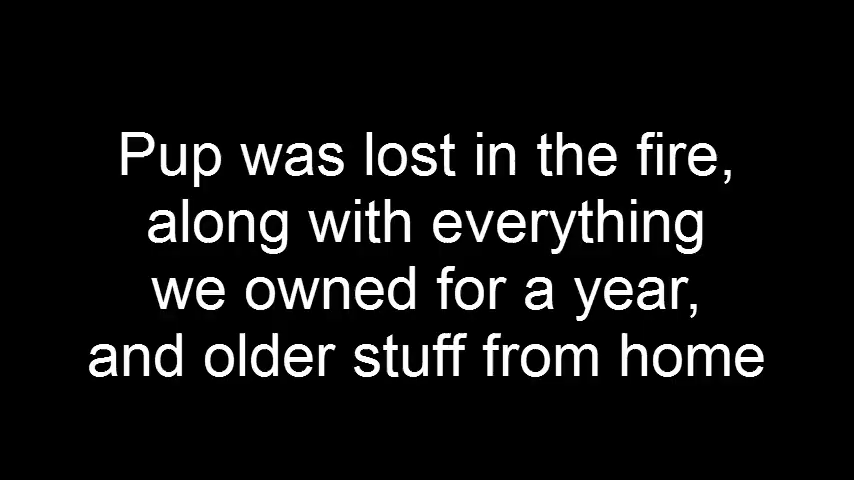 Pup was lost in the fire,
along with everything
we owned for a year,
and older stuff from home